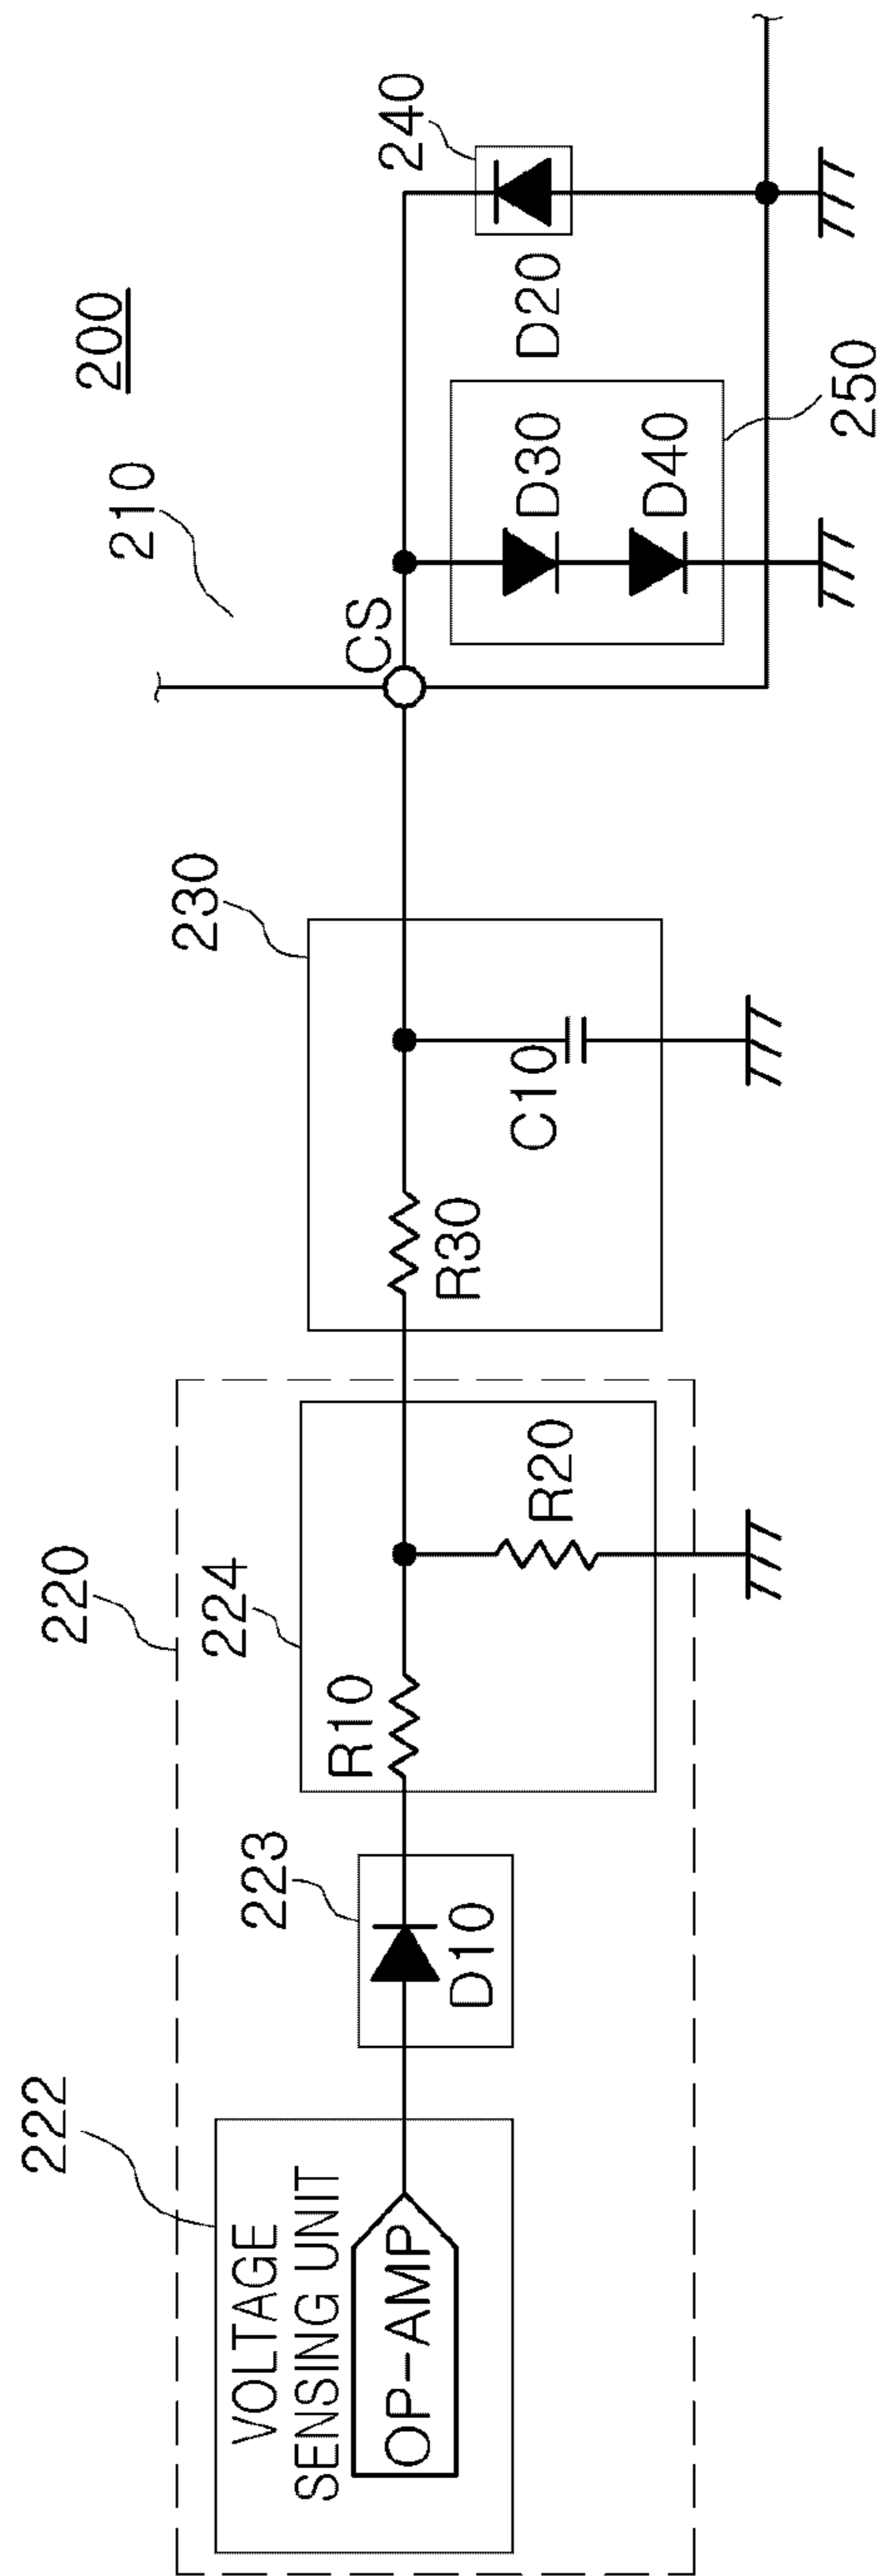 200
210
220
222
VOLTAGE
SENSING UNIT
OP-AMP
223
D10
224
R10
R20
230
R30
C10
CS
D30
D40
250
240
D20